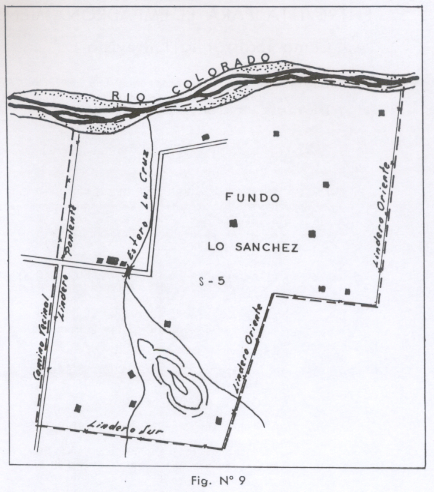 RIO COLORADO
Estero La Cruz
FUNDO
LO SANCHEZ
S-5
Lindero Oriente
Lindero Poniente
Camino Vecinal
Lindero Oriente
Lindero Sur
Fig. N° 9